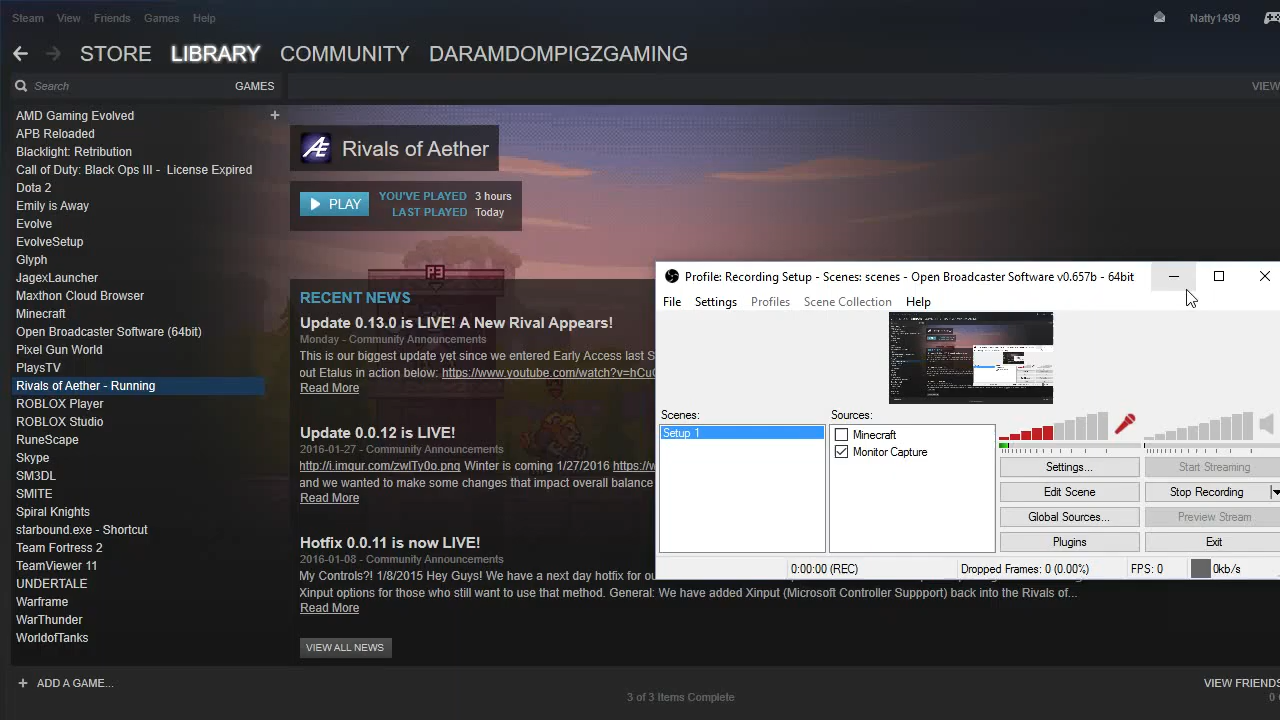 Steam View Friends Games Help
Natty1499
STORE LIBRARY COMMUNITY DARAMDOMPIGZGAMING
Search GAMES
VIEW
AMD Gaming Evolved +
APB Reloaded
Blacklight: Retribution
Call of Duty: Black Ops III - License Expired
Dota 2
Emily is Away
Evolve
EvolveSetup
Glyph
JagexLauncher
Maxthon Cloud Browser
Minecraft
Open Broadcaster Software (64bit)
Pixel Gun World
PlaysTV
Rivals of Aether - Running
ROBLOX Player
ROBLOX Studio
RuneScape
Skype
SM3DL
SMITE
Spiral Knights
starbound.exe - Shortcut
Team Fortress 2
TeamViewer 11
UNDERTALE
Warframe
WarThunder
WorldofTanks
+ ADD A GAME...
Rivals of Aether
PLAY
YOU'VE PLAYED 3 hours
LAST PLAYED Today
RECENT NEWS
Update 0.13.0 is LIVE! A New Rival Appears!
Monday - Community Announcements
This is our biggest update yet since we entered Early Access last S
out Etalus in action below: https://www.youtube.com/watch?v=hCu
Read More
Update 0.0.12 is LIVE!
2016-01-27 - Community Announcements
http://i.imgur.com/zwlTy0o.png Winter is coming 1/27/2016 https://w
and we wanted to make some changes that impact overall balance
Read More
Hotfix 0.0.11 is now LIVE!
2016-01-08 - Community Announcements
My Controls?! 1/8/2015 Hey Guys! We have a next day hotfix for ou
Xinput options for those who still want to use that method. General: We have added Xinput (Microsoft Controller Suppport) back into the Rivals of...
Read More
VIEW ALL NEWS
3 of 3 Items Complete
VIEW FRIENDS
0
Profile: Recording Setup - Scenes: scenes - Open Broadcaster Software v0.657b - 64bit
File Settings Profiles Scene Collection Help
Scenes:
Setup 1
Sources:
Minecraft
Monitor Capture
Settings... Start Streaming
Edit Scene Stop Recording
Global Sources... Preview Stream
Plugins Exit
0:00:00 (REC) Dropped Frames: 0 (0.00%) FPS: 0 0kb/s